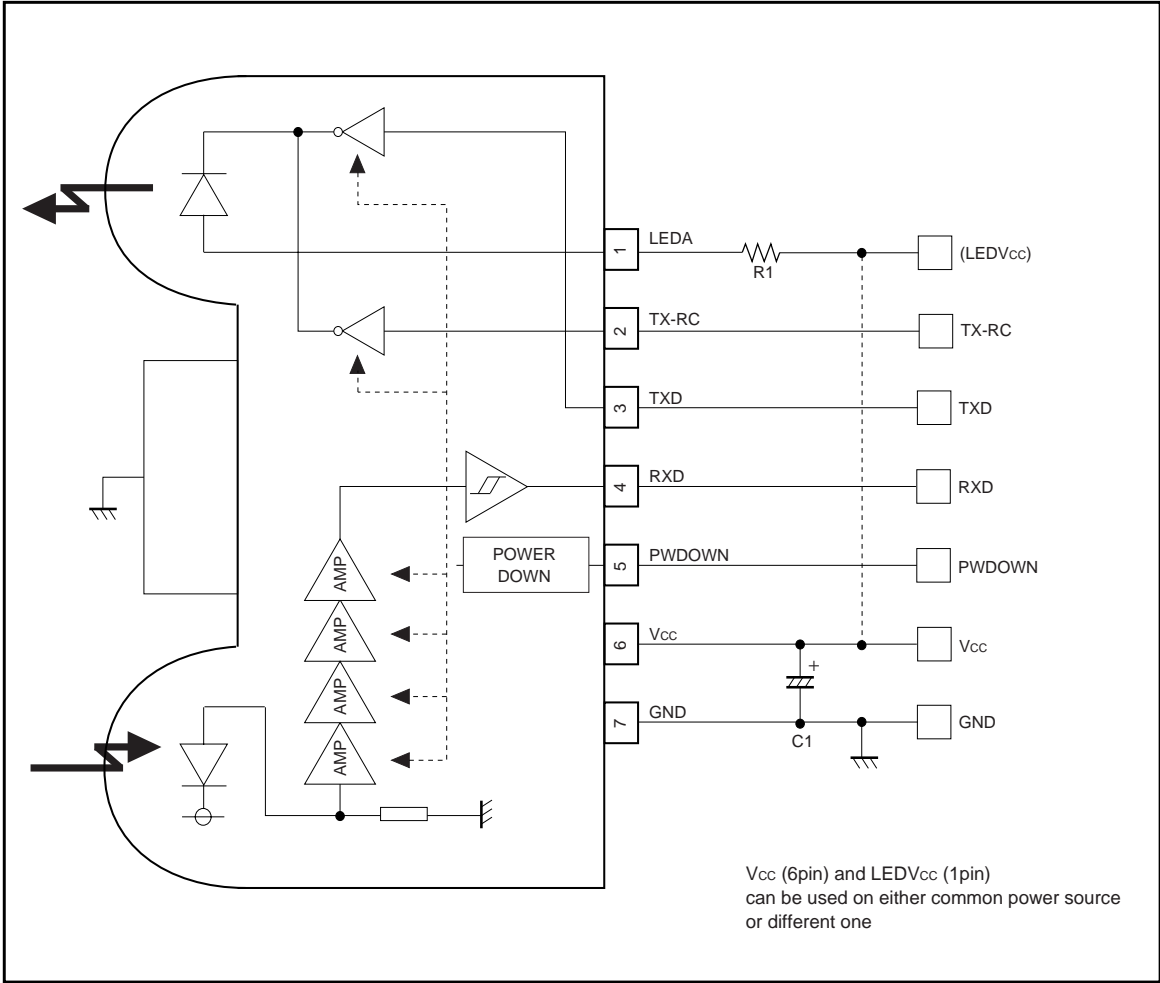 1 LEDA
R1
(LEDVCC)
2 TX-RC
TX-RC
3 TXD
TXD
4 RXD
RXD
POWER
DOWN
5 PWDOWN
PWDOWN
AMP
AMP
AMP
AMP
6 VCC
+
VCC
7 GND
C1
GND
VCC (6pin) and LEDVCC (1pin)
can be used on either common power source
or different one